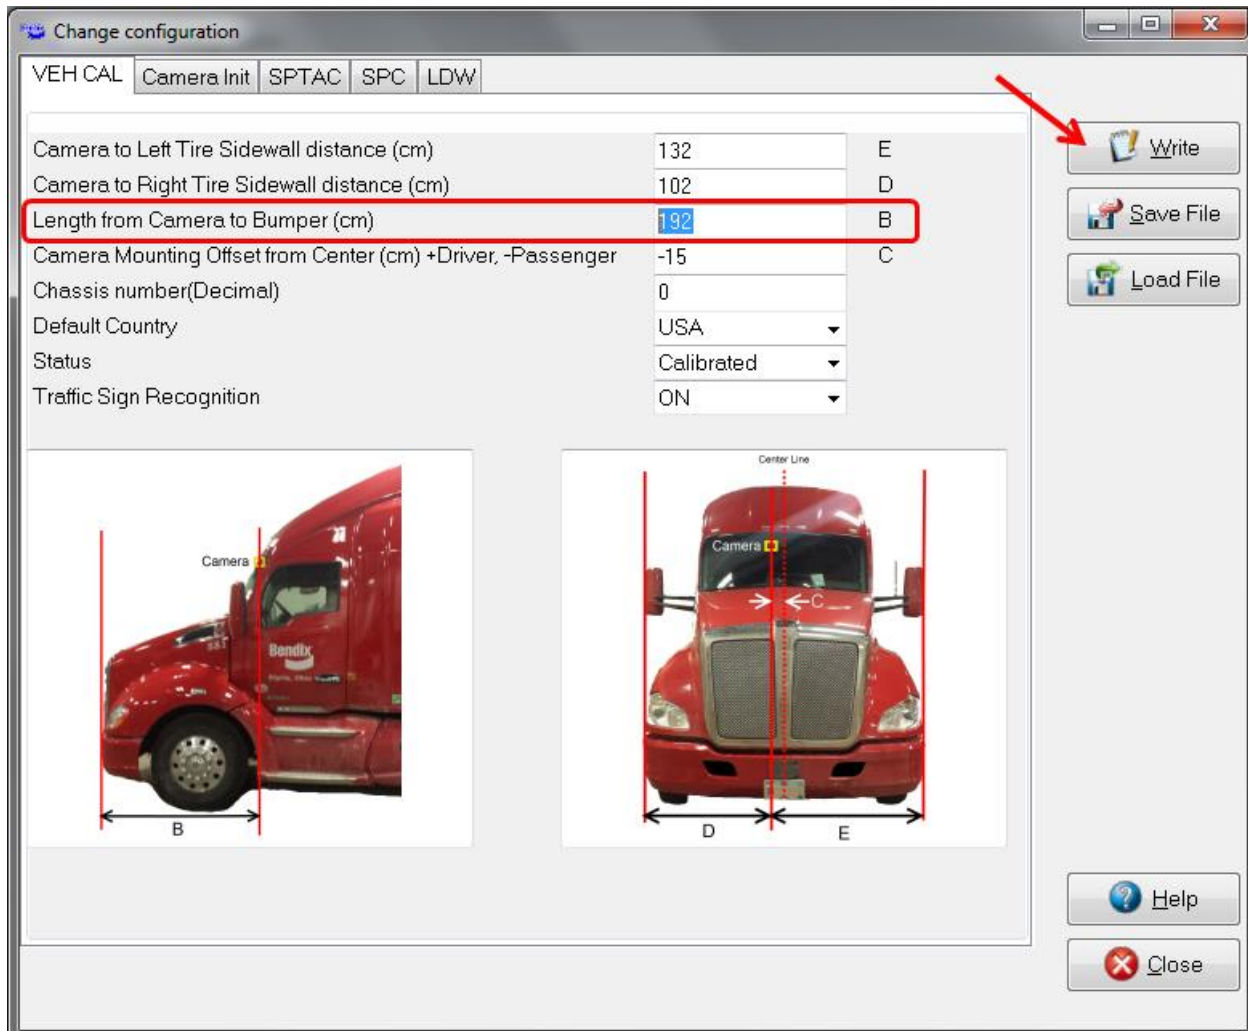 Change configuration
VEH CAL Camera Init SPTAC SPC LDW
Camera to Left Tire Sidewall distance (cm) 132 E
Camera to Right Tire Sidewall distance (cm) 102 D
Length from Camera to Bumper (cm) 192 B
Camera Mounting Offset from Center (cm) +Driver, -Passenger -15 C
Chassis number(Decimal) 0
Default Country USA
Status Calibrated
Traffic Sign Recognition ON
Write
Save File
Load File
Camera
Bendix
B
Center Line
Camera
C
D E
Help
Close